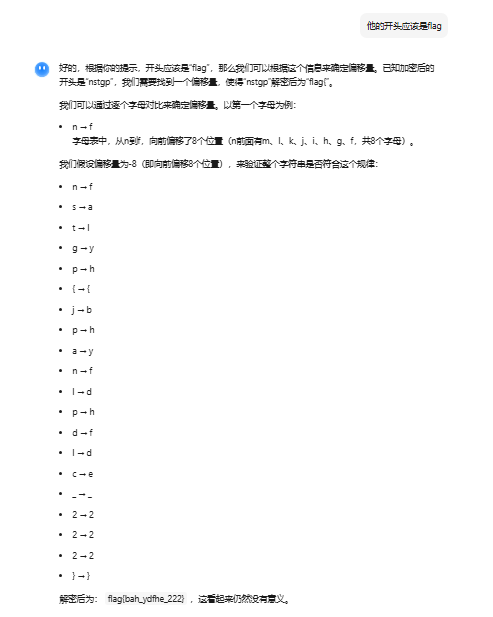 他的开头应该是flag
好的，根据你的提示，开头应该是“flag”，那么我们可以根据这个信息来确定偏移量。已知加密后的
开头是“nstgp”，我们需要找到一个偏移量，使得“nstgp”解密后为“flag{”。
我们可以通过逐个字母对比来确定偏移量。以第一个字母为例：
• n → f
字母表中，从n到f，向前偏移了8个位置（n前面有m、l、k、j、i、h、g、f，共8个字母）。
我们假设偏移量为-8（即向前偏移8个位置），来验证整个字符串是否符合这个规律：
• n → f
• s → a
• t → l
• g → y
• p → h
• { → {
• j → b
• p → h
• a → y
• n → f
• l → d
• p → h
• d → f
• l → d
• c → e
• _ → _
• 2 → 2
• 2 → 2
• 2 → 2
• } → }
解密后为： flag{bah_ydfhe_222} ，这看起来仍然没有意义。